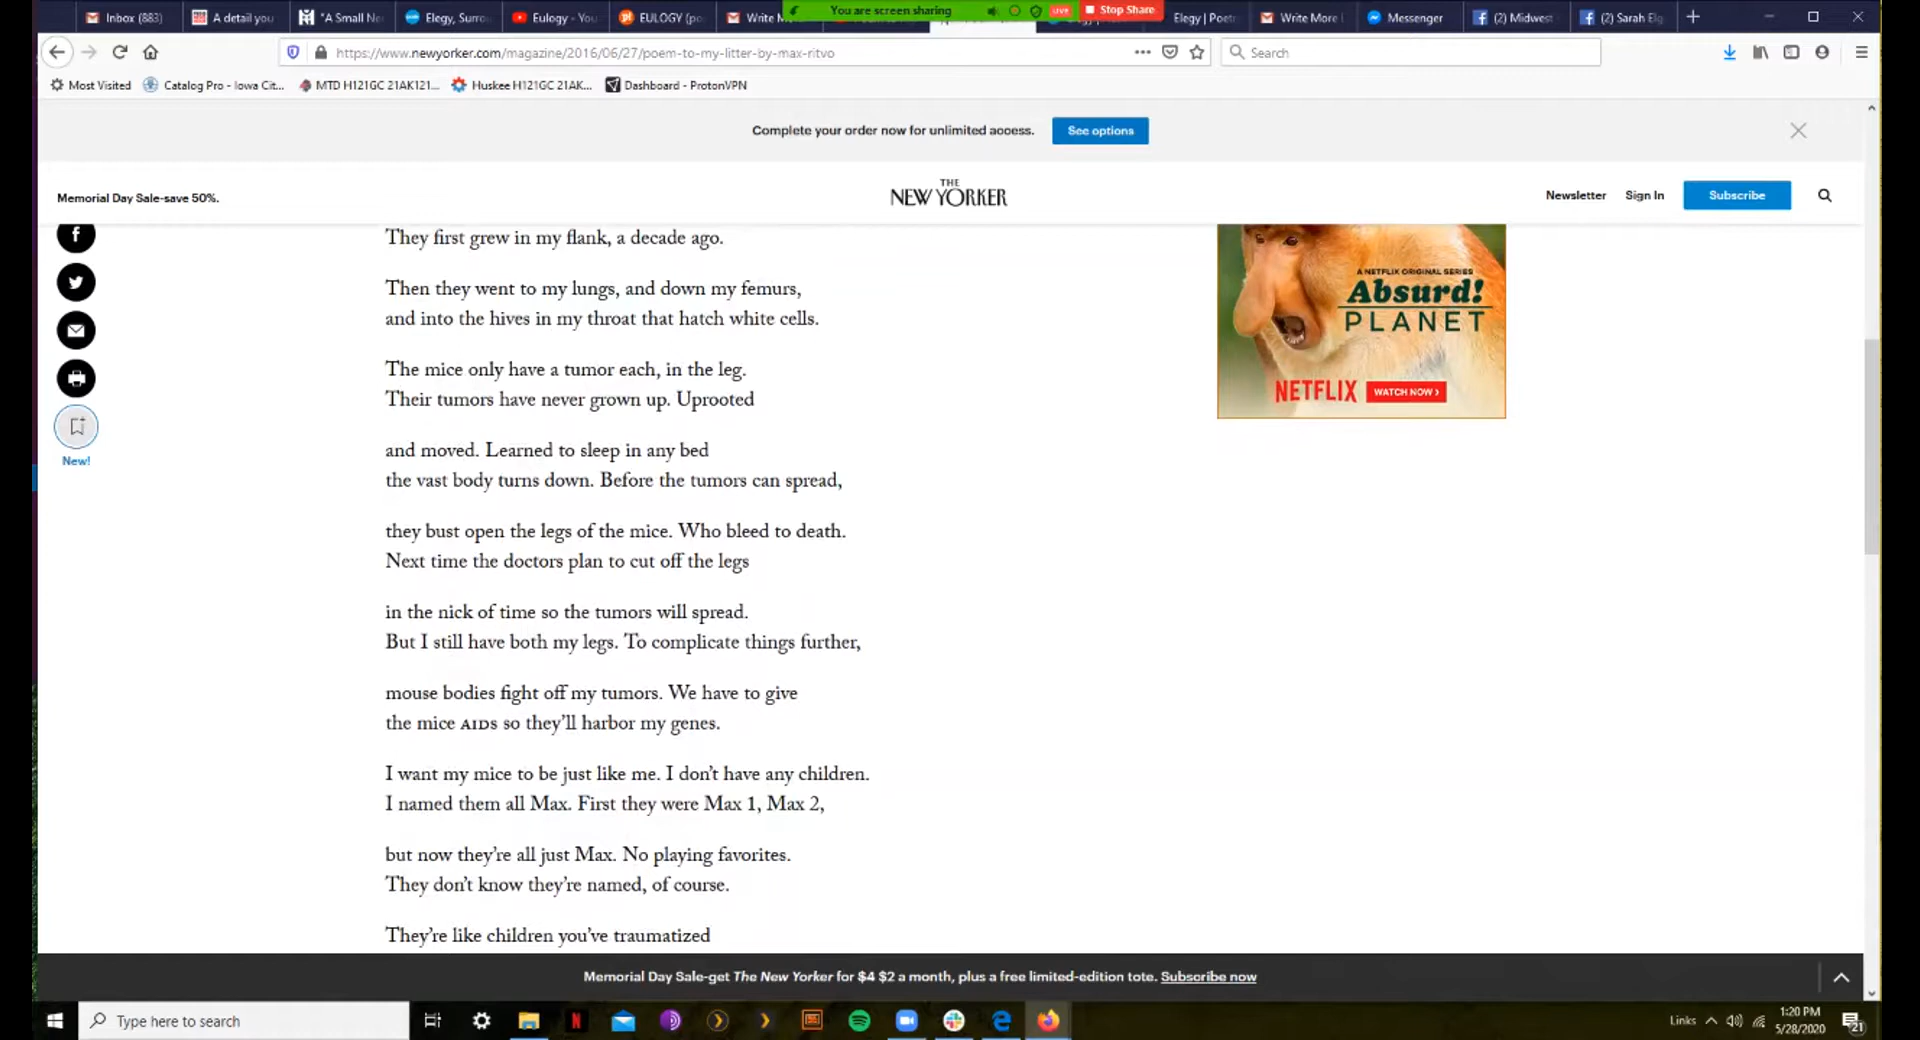 Inbox (883)
A detail you
"A Small Ne
Elegy, Surro
Eulogy - You
EULOGY (po
Write M
You are screen sharing
LIVE
Stop Share
Elegy | Poet
Write More
Messenger
(2) Midwest
(2) Sarah Elg
https://www.newyorker.com/magazine/2016/06/27/poem-to-my-litter-by-max-ritvo
Search
Most Visited
Catalog Pro - Iowa Cit...
MTD H121GC 21AK121...
Huskee H121GC 21AK...
Dashboard - ProtonVPN
Complete your order now for unlimited access.
See options
Memorial Day Sale-save 50%.
THE
NEW YORKER
Newsletter
Sign In
Subscribe
They first grew in my flank, a decade ago.
Then they went to my lungs, and down my femurs,
and into the hives in my throat that hatch white cells.
The mice only have a tumor each, in the leg.
Their tumors have never grown up. Uprooted
and moved. Learned to sleep in any bed
the vast body turns down. Before the tumors can spread,
they bust open the legs of the mice. Who bleed to death.
Next time the doctors plan to cut off the legs
in the nick of time so the tumors will spread.
But I still have both my legs. To complicate things further,
mouse bodies fight off my tumors. We have to give
the mice AIDS so they'll harbor my genes.
I want my mice to be just like me. I don't have any children.
I named them all Max. First they were Max 1, Max 2,
but now they're all just Max. No playing favorites.
They don't know they're named, of course.
They're like children you've traumatized
New!
A NETFLIX ORIGINAL SERIES
Absurd!
PLANET
NETFLIX
WATCH NOW
Memorial Day Sale-get The New Yorker for $4 $2 a month, plus a free limited-edition tote. Subscribe now
Type here to search
Links
1:20 PM
5/28/2020
21